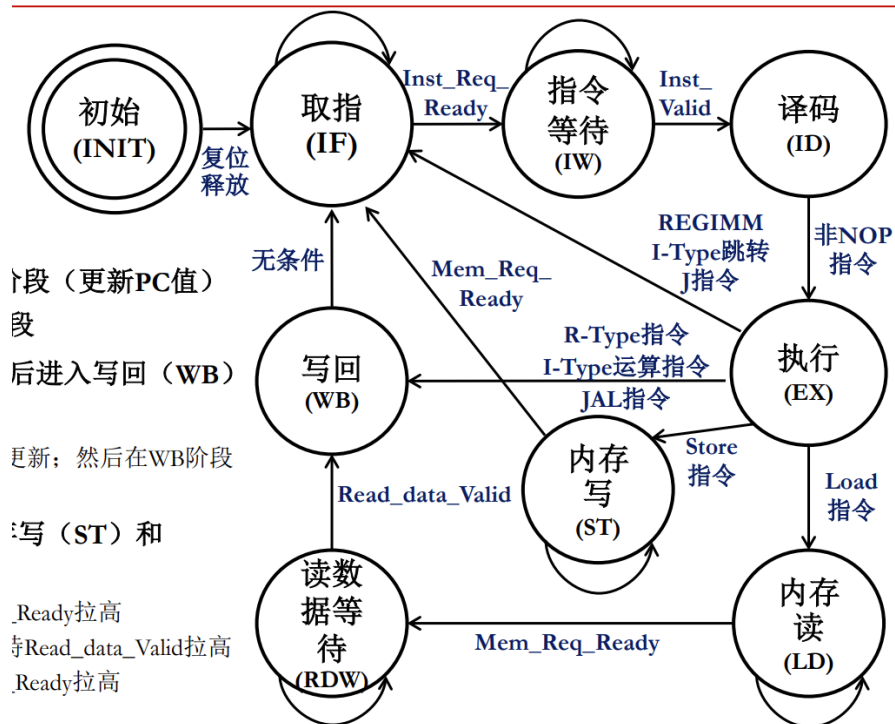 初始
(INIT)
复位
释放
取指
(IF)
Inst_Req_
Ready
指令
等待
(IW)
Inst_
Valid
译码
(ID)
非NOP
指令
REGIMM
I-Type跳转
J指令
无条件
Mem_Req_
Ready
阶段（更新PC值）
段
后进入写回（WB）
写回
(WB)
R-Type指令
I-Type运算指令
JAL指令
执行
(EX)
更新；然后在WB阶段
Read_data_Valid
内存
写
(ST)
Store
指令
Load
指令
写（ST）和
_Ready拉高
待Read_data_Valid拉高
_Ready拉高
读数
据等
待
(RDW)
Mem_Req_Ready
内存
读
(LD)